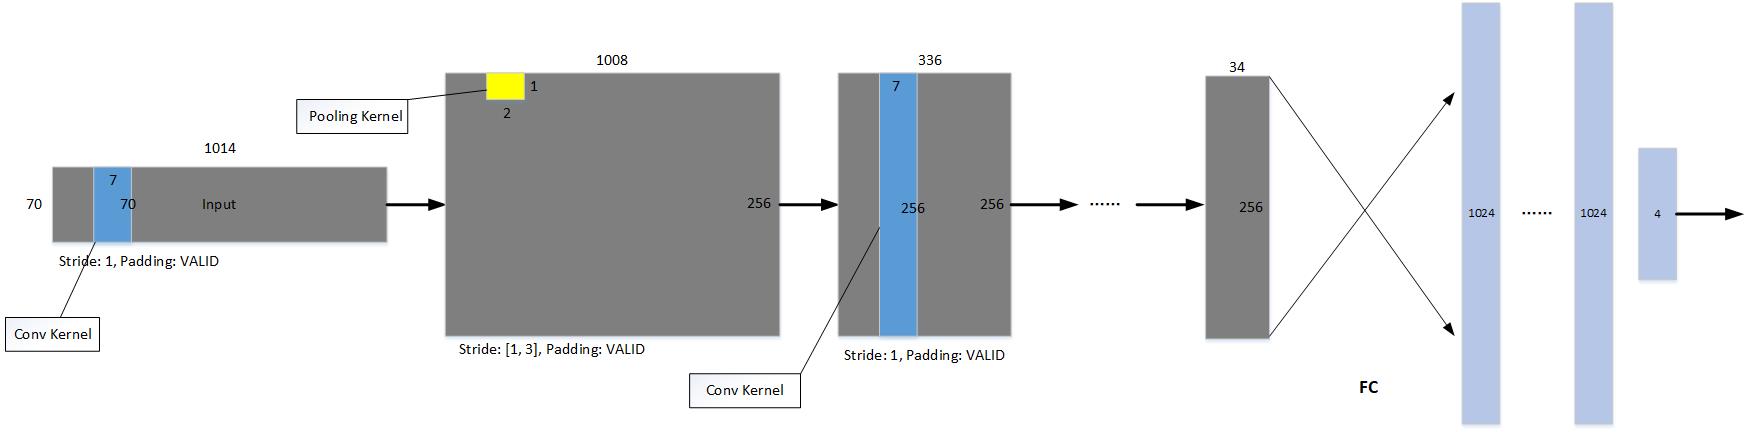 1014
70
7
70
Input
Stride: 1, Padding: VALID
Conv Kernel
Pooling Kernel
1008
1
2
256
Stride: [1, 3], Padding: VALID
336
7
256
256
Stride: 1, Padding: VALID
Conv Kernel
......
34
256
FC
1024
......
1024
4